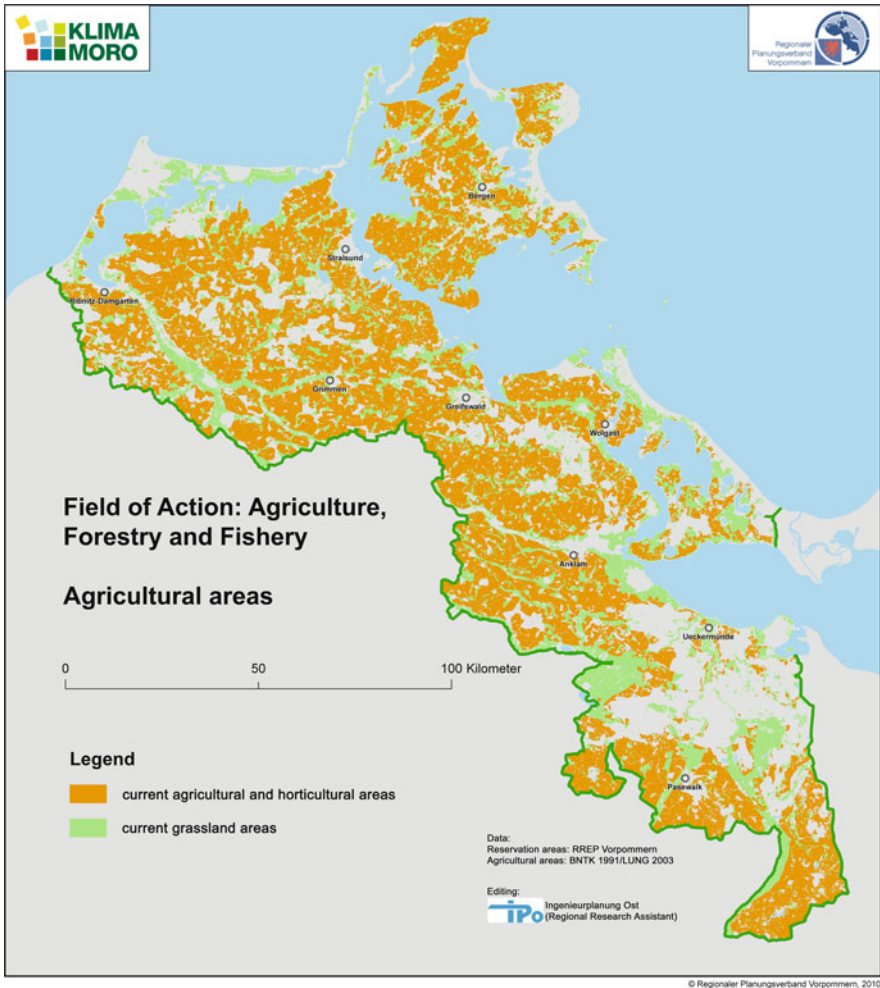 KLIMA
MORO
Regionaler
Planungsverband
Vorpommern
Bergen
Stralsund
Ribnitz-Damgarten
Grimmen
Greifswald
Wolgast
Field of Action: Agriculture,
Forestry and Fishery
Anklam
Agricultural areas
Ueckermünde
0 50 100 Kilometer
Legend
current agricultural and horticultural areas
Pasewalk
current grassland areas
Data:
Reservation areas: RREP Vorpommern
Agricultural areas: BNTK 1991/LUNG 2003
Editing:
IPO Ingenieurplanung Ost
(Regional Research Assistant)
© Regionaler Planungsverband Vorpommern, 2010